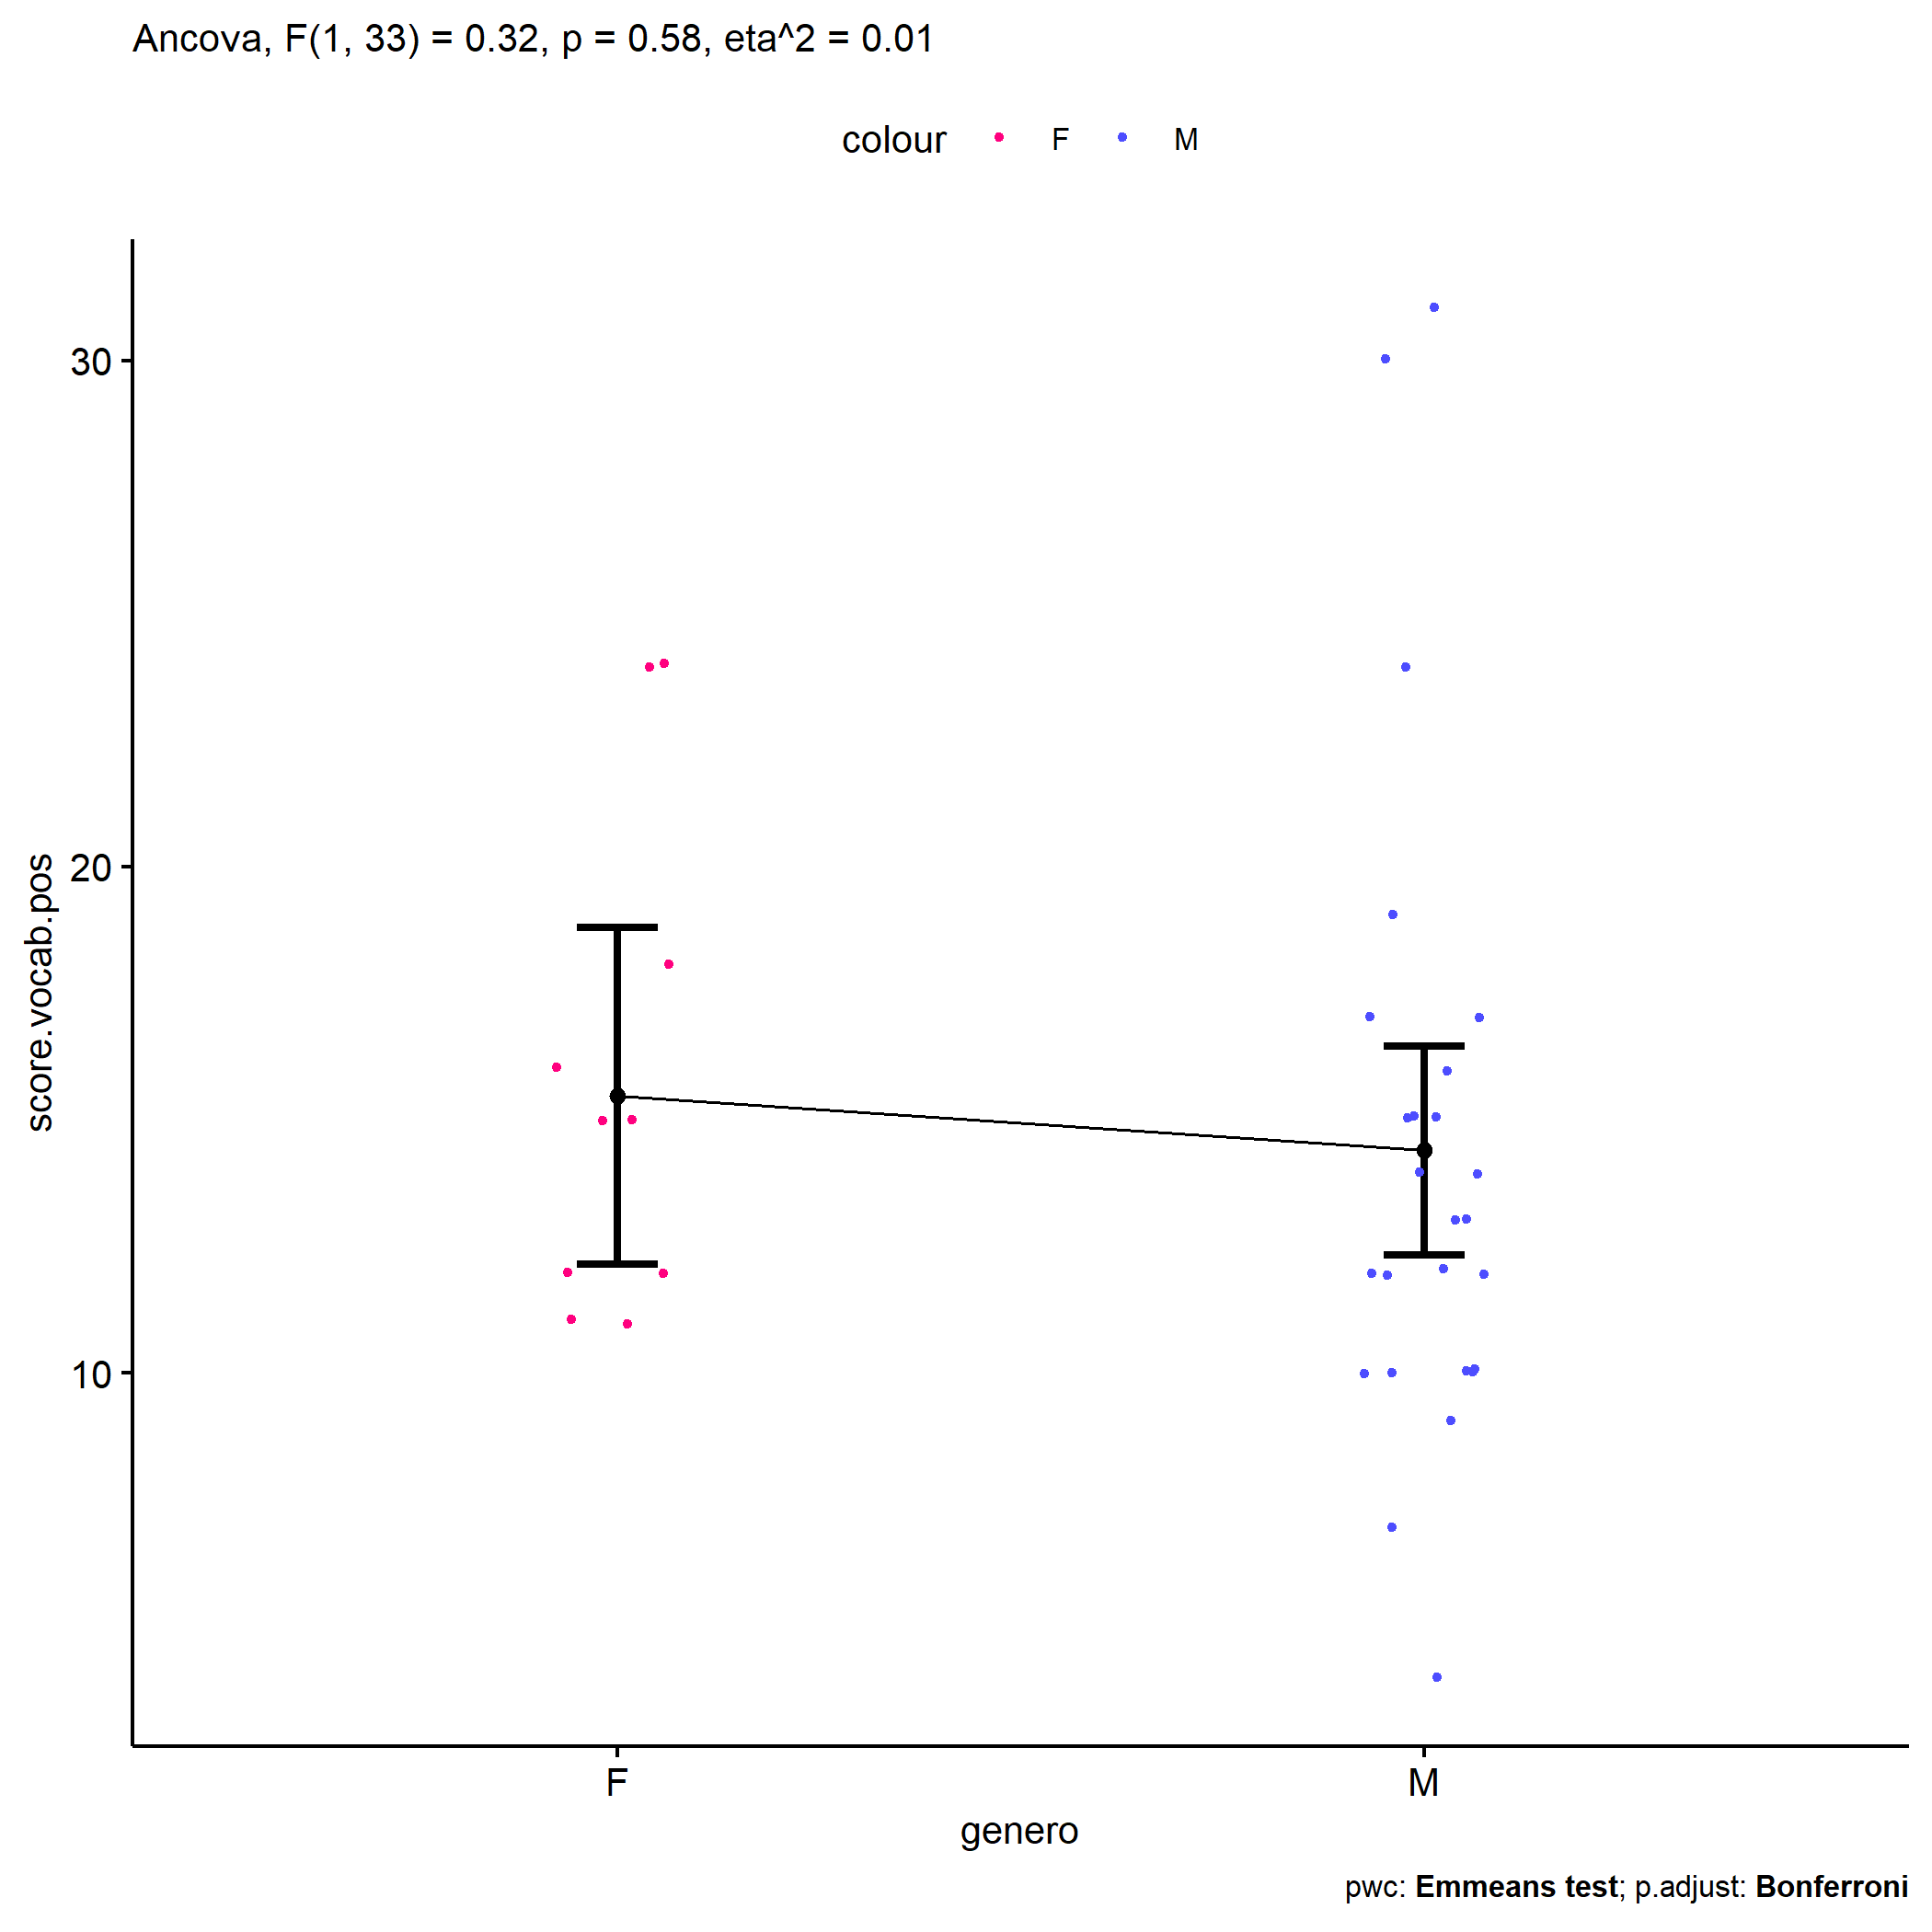 Ancova, F(1, 33) = 0.32, p = 0.58, eta^2 = 0.01
colour F M
30
20
10
score.vocab.pos
F M
genero
pwc: Emmeans test; p.adjust: Bonferroni